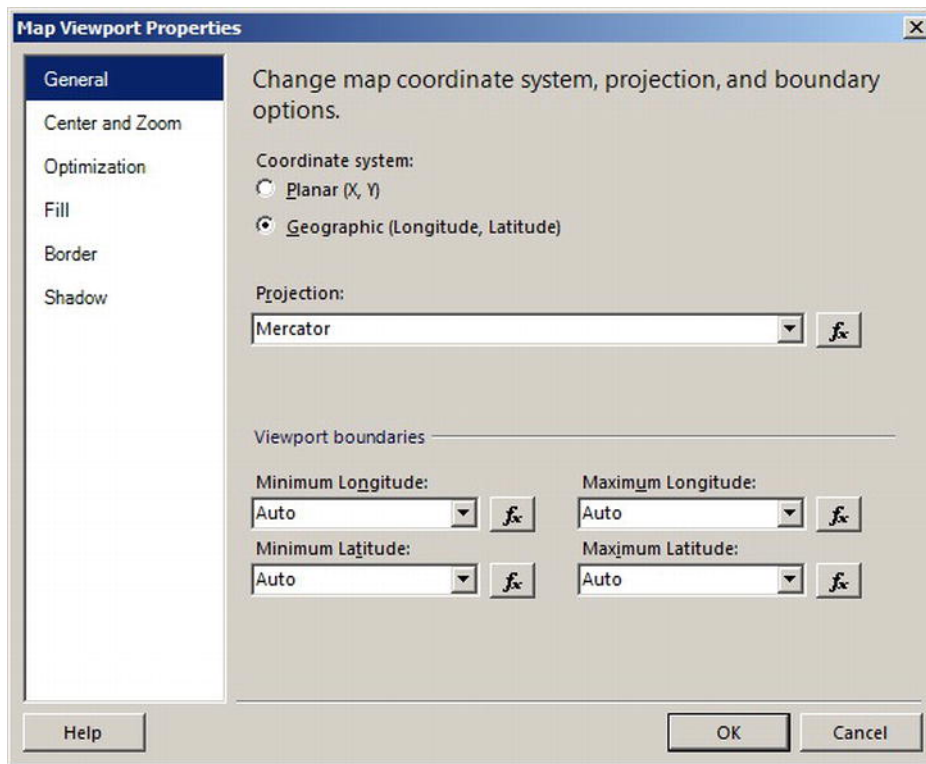 Map Viewport Properties
General
Center and Zoom
Optimization
Fill
Border
Shadow
Change map coordinate system, projection, and boundary
options.
Coordinate system:
Planar (X, Y)
Geographic (Longitude, Latitude)
Projection:
Mercator
fx
Viewport boundaries
Minimum Longitude:
Auto
fx
Maximum Longitude:
Auto
fx
Minimum Latitude:
Auto
fx
Maximum Latitude:
Auto
fx
Help
OK
Cancel